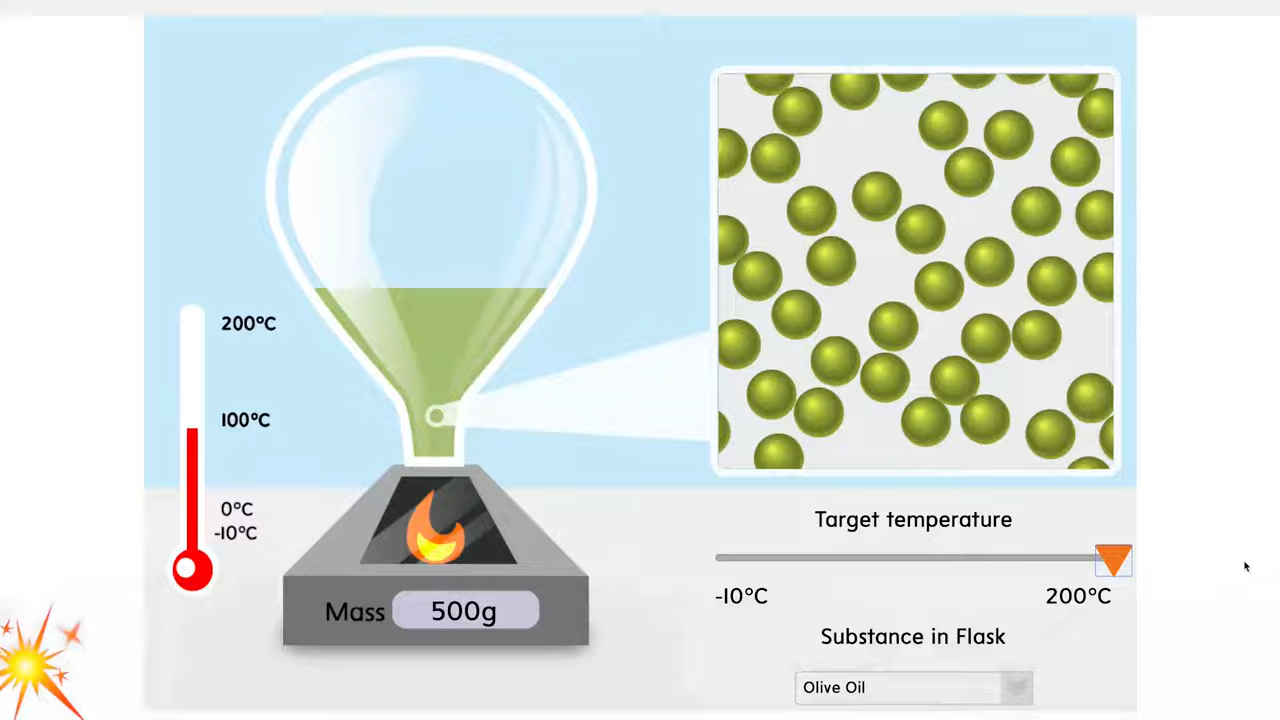 200°C
100°C
0°C
-10°C
Mass 500g
Target temperature
-10°C 200°C
Substance in Flask
Olive Oil